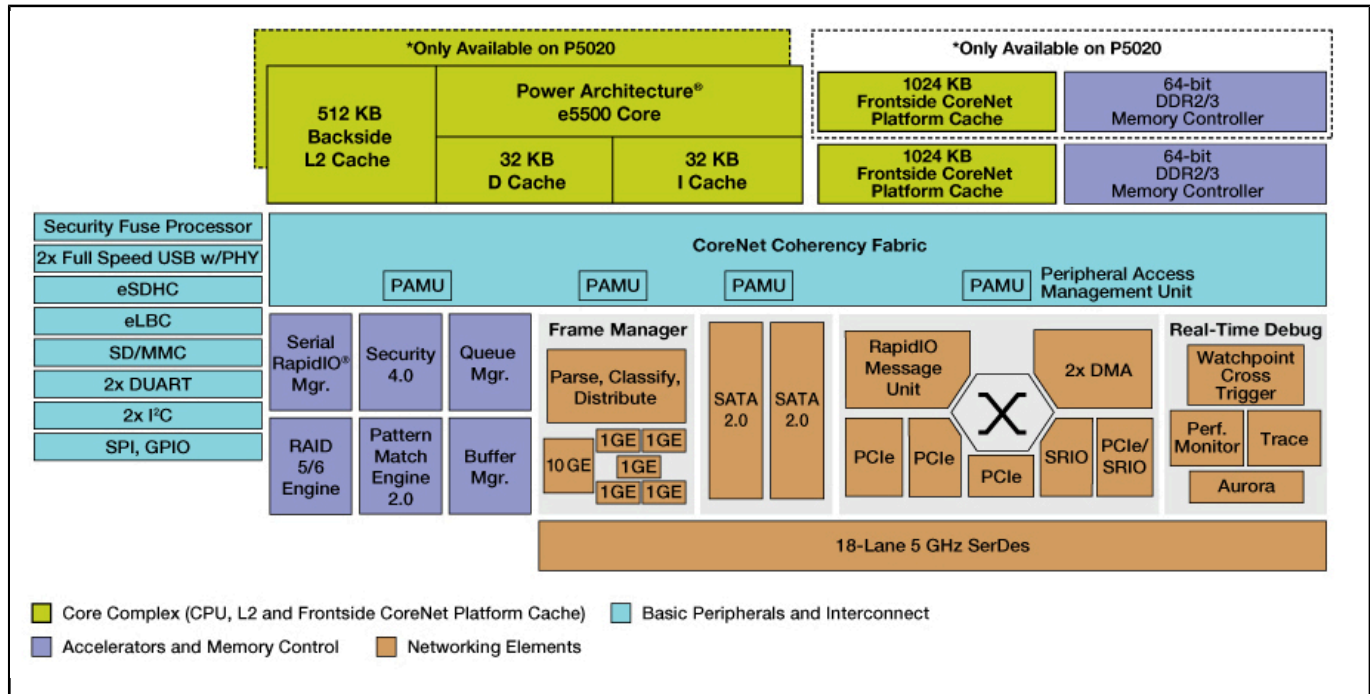 *Only Available on P5020
*Only Available on P5020
512 KB
Backside
L2 Cache
Power Architecture®
e5500 Core
32 KB
D Cache
32 KB
I Cache
1024 KB
Frontside CoreNet
Platform Cache
64-bit
DDR2/3
Memory Controller
1024 KB
Frontside CoreNet
Platform Cache
64-bit
DDR2/3
Memory Controller
Security Fuse Processor
2x Full Speed USB w/PHY
eSDHC
eLBC
SD/MMC
2x DUART
2x I²C
SPI, GPIO
CoreNet Coherency Fabric
PAMU
PAMU
PAMU
PAMU
Peripheral Access
Management Unit
Serial
RapidIO®
Mgr.
Security
4.0
Queue
Mgr.
RAID
5/6
Engine
Pattern
Match
Engine
2.0
Buffer
Mgr.
Frame Manager
Parse, Classify,
Distribute
10 GE
1GE
1GE
1GE
1GE
1GE
SATA
2.0
SATA
2.0
RapidIO
Message
Unit
2x DMA
PCIe
PCIe
PCIe
SRIO
PCIe/
SRIO
Real-Time Debug
Watchpoint
Cross
Trigger
Perf.
Monitor
Trace
Aurora
18-Lane 5 GHz SerDes
Core Complex (CPU, L2 and Frontside CoreNet Platform Cache)
Basic Peripherals and Interconnect
Accelerators and Memory Control
Networking Elements